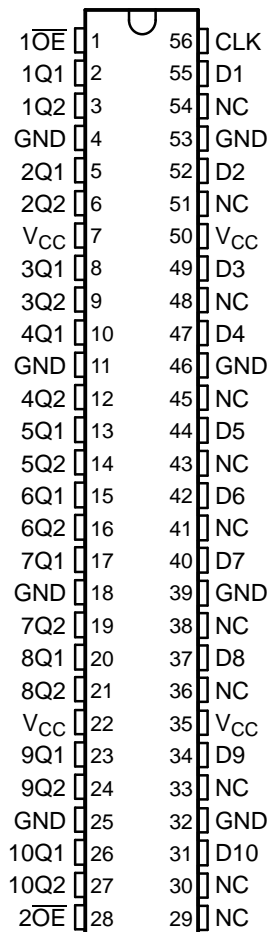 1O̅E̅ 1 56 CLK
1Q1 2 55 D1
1Q2 3 54 NC
GND 4 53 GND
2Q1 5 52 D2
2Q2 6 51 NC
VCC 7 50 VCC
3Q1 8 49 D3
3Q2 9 48 NC
4Q1 10 47 D4
GND 11 46 GND
4Q2 12 45 NC
5Q1 13 44 D5
5Q2 14 43 NC
6Q1 15 42 D6
6Q2 16 41 NC
7Q1 17 40 D7
GND 18 39 GND
7Q2 19 38 NC
8Q1 20 37 D8
8Q2 21 36 NC
VCC 22 35 VCC
9Q1 23 34 D9
9Q2 24 33 NC
GND 25 32 GND
10Q1 26 31 D10
10Q2 27 30 NC
2O̅E̅ 28 29 NC